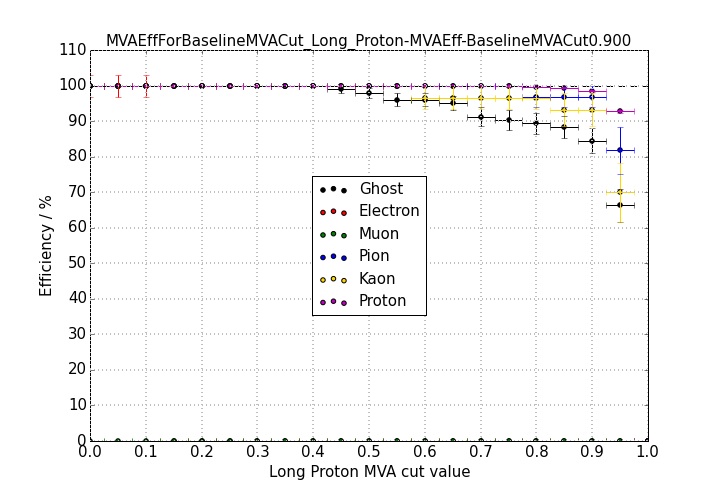 MVAEffForBaselineMVACut_Long_Proton-MVAEff-BaselineMVACut0.900
110
100
90
80
70
60
50
40
30
20
10
0
Efficiency / %
Ghost
Electron
Muon
Pion
Kaon
Proton
0.0 0.1 0.2 0.3 0.4 0.5 0.6 0.7 0.8 0.9 1.0
Long Proton MVA cut value